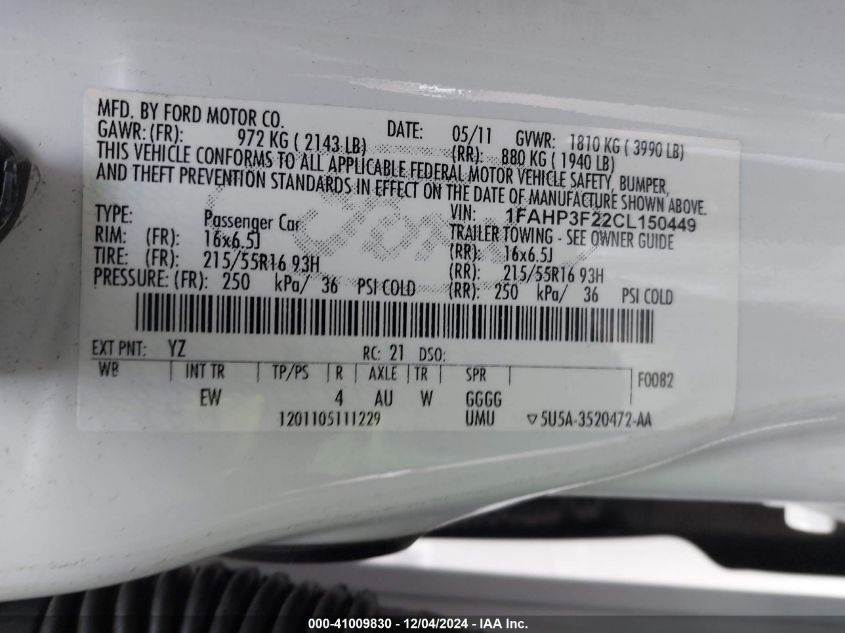 MFD. BY FORD MOTOR CO.
DATE: 05/11 GVWR: 1810 KG ( 3990 LB)
GAWR: (FR): 972 KG ( 2143 LB) (RR): 880 KG ( 1940 LB)
THIS VEHICLE CONFORMS TO ALL APPLICABLE FEDERAL MOTOR VEHICLE SAFETY, BUMPER,
AND THEFT PREVENTION STANDARDS IN EFFECT ON THE DATE OF MANUFACTURE SHOWN ABOVE.
VIN: 1FAHP3F22CL150449
TYPE: Passenger Car TRAILER TOWING - SEE OWNER GUIDE
RIM: (FR): 16x6.5J (RR): 16x6.5J
TIRE: (FR): 215/55R16 93H (RR): 215/55R16 93H
PRESSURE: (FR): 250 kPa/ 36 PSI COLD (RR): 250 kPa/ 36 PSI COLD
Ford
EXT PNT: YZ RC: 21 DSO:
WB INT TR TP/PS R AXLE TR SPR F0082
EW 4 AU W GGGG
1201105111229 UMU ▽5U5A-3520472-AA
000-41009830 - 12/04/2024 - IAA Inc.